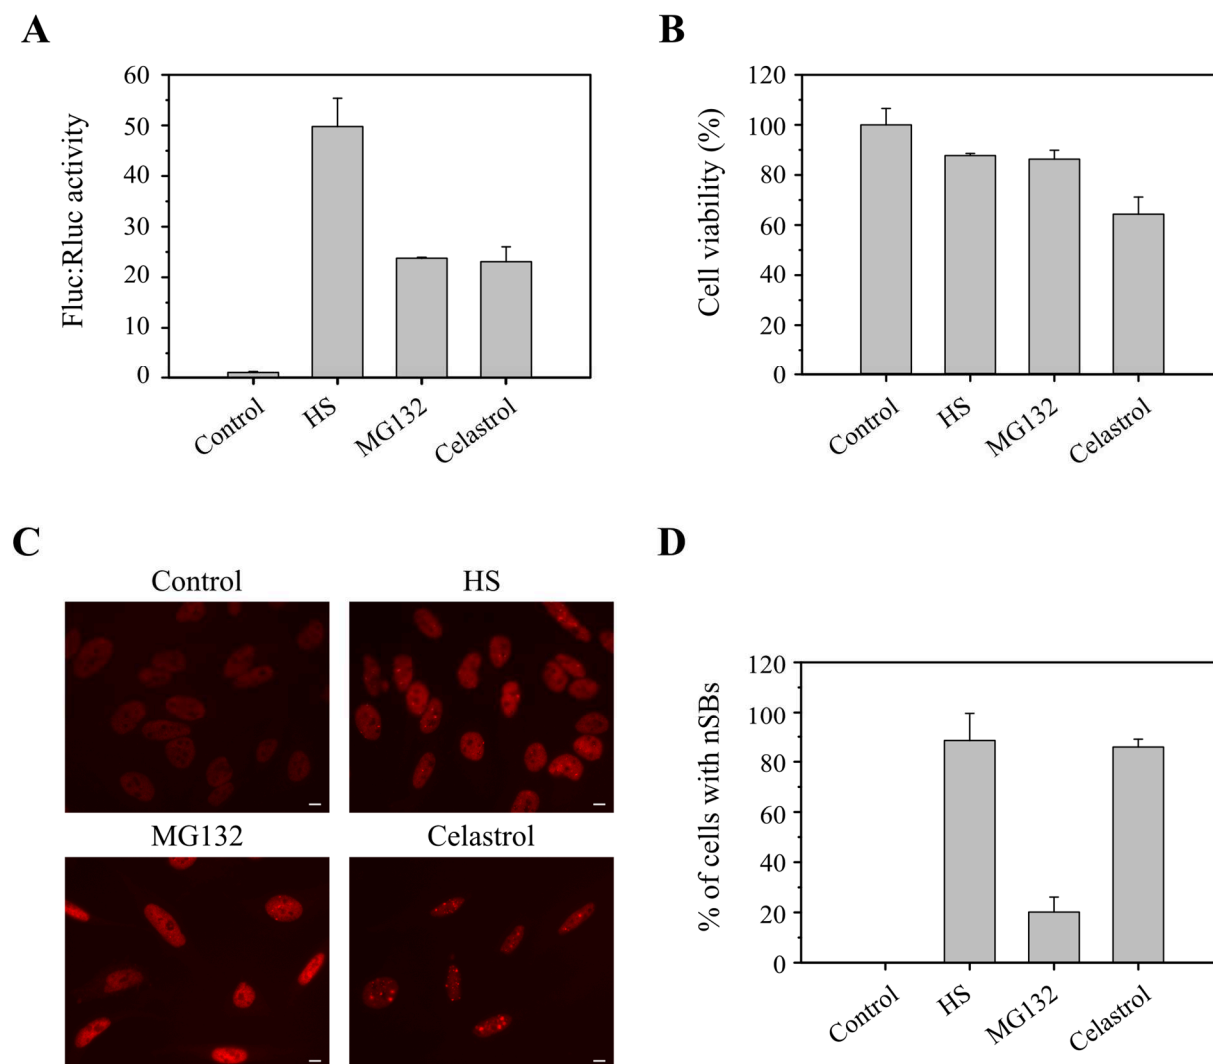 A
Fluc:Rluc activity
60
50
40
30
20
10
0
Control
HS
MG132
Celastrol
B
Cell viability (%)
120
100
80
60
40
20
0
Control
HS
MG132
Celastrol
C
Control
HS
MG132
Celastrol
D
% of cells with nSBs
120
100
80
60
40
20
0
Control
HS
MG132
Celastrol